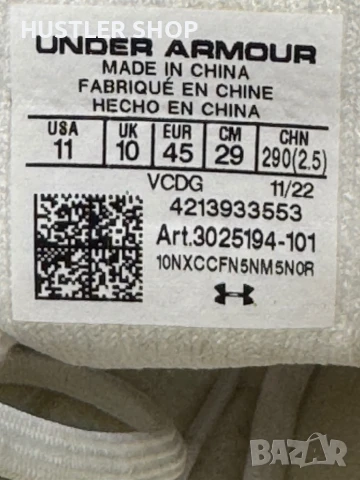 HUSTLER SHOP
UNDER ARMOUR
MADE IN CHINA
FABRIQUÉ EN CHINE
HECHO EN CHINA
USA UK EUR CM CHN
11 10 45 29 290(2.5)
VCDG 11/22
4213933553
Art.3025194-101
10NXCCFN5NM5N0R
BAZAR